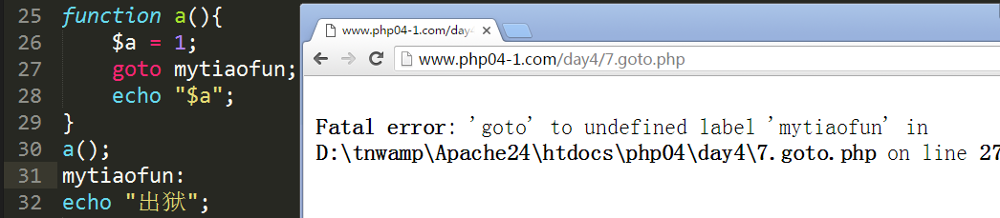 25 function a(){
26 $a = 1;
27 goto mytiaofun;
28 echo "$a";
29 }
30 a();
31 mytiaofun:
32 echo "出狱";
www.php04-1.com/day4
www.php04-1.com/day4/7.goto.php
Fatal error: 'goto' to undefined label 'mytiaofun' in
D:\tnwamp\Apache24\htdocs\php04\day4\7.goto.php on line 27